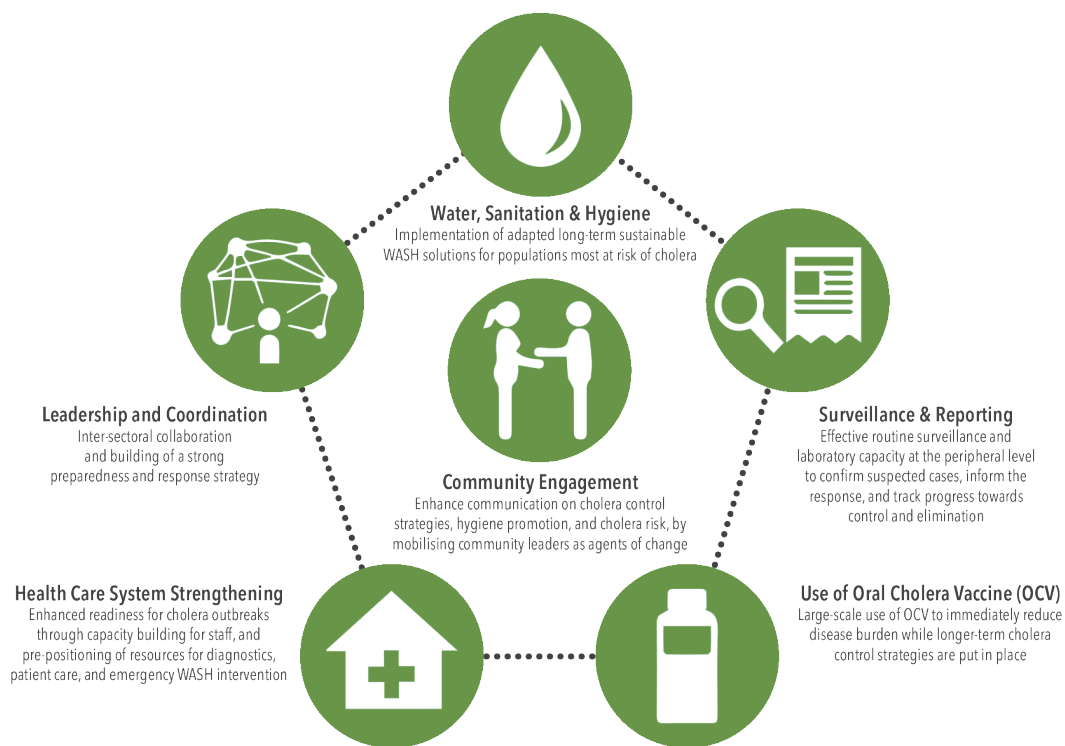 Water, Sanitation & Hygiene
Implementation of adapted long-term sustainable
WASH solutions for populations most at risk of cholera
Leadership and Coordination
Inter-sectoral collaboration
and building of a strong
preparedness and response strategy
Surveillance & Reporting
Effective routine surveillance and
laboratory capacity at the peripheral level
to confirm suspected cases, inform the
response, and track progress towards
control and elimination
Community Engagement
Enhance communication on cholera control
strategies, hygiene promotion, and cholera risk, by
mobilising community leaders as agents of change
Health Care System Strengthening
Enhanced readiness for cholera outbreaks
through capacity building for staff, and
pre-positioning of resources for diagnostics,
patient care, and emergency WASH intervention
Use of Oral Cholera Vaccine (OCV)
Large-scale use of OCV to immediately reduce
disease burden while longer-term cholera
control strategies are put in place